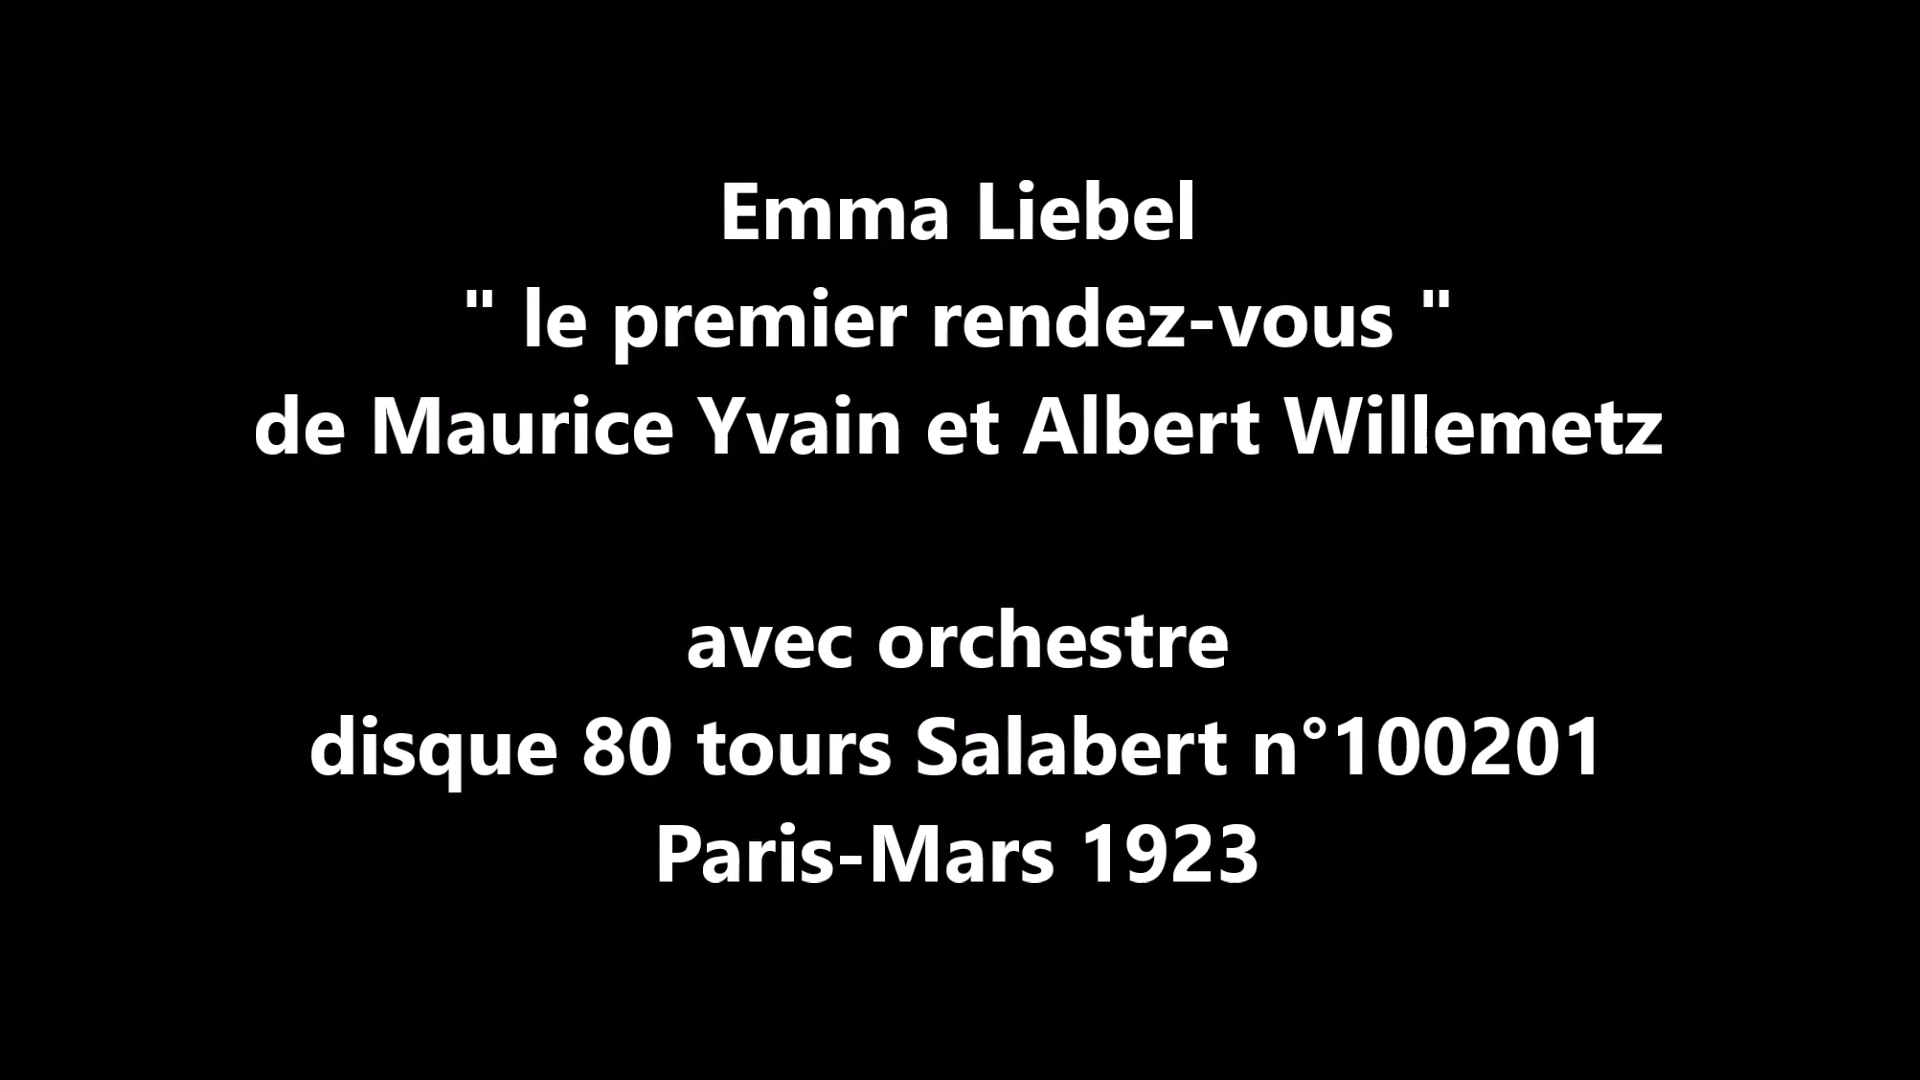 Emma Liebel
" le premier rendez-vous "
de Maurice Yvain et Albert Willemetz
avec orchestre
disque 80 tours Salabert n°100201
Paris-Mars 1923